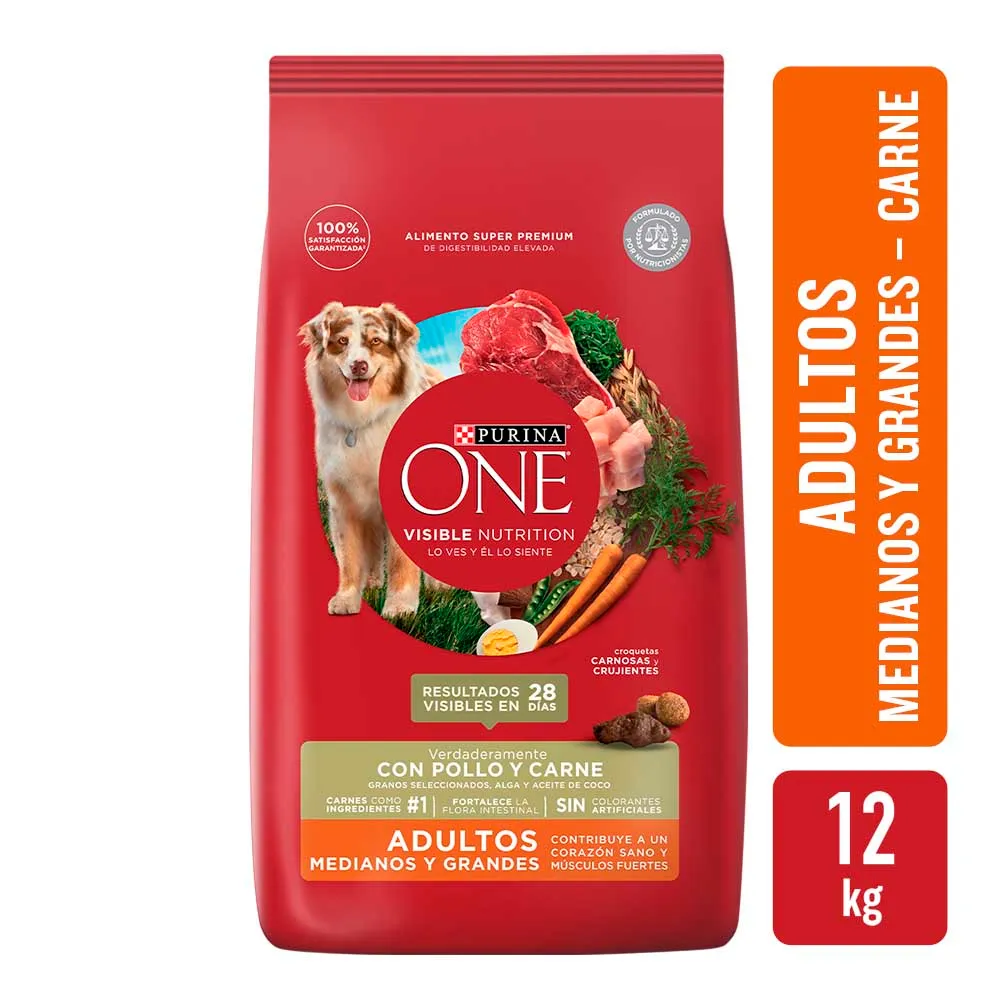 100%
SATISFACCIÓN
GARANTIZADA*
ALIMENTO SUPER PREMIUM
DE DIGESTIBILIDAD ELEVADA
FORMULADO
POR NUTRICIONISTAS
PURINA
ONE
VISIBLE NUTRITION
LO VES Y ÉL LO SIENTE
croquetas
CARNOSAS y
CRUJIENTES
RESULTADOS
VISIBLES EN
28
DÍAS
Verdaderamente
CON POLLO Y CARNE
GRANOS SELECCIONADOS, ALGA Y ACEITE DE COCO
CARNES COMO
INGREDIENTES #1
FORTALECE LA
FLORA INTESTINAL
SIN COLORANTES
ARTIFICIALES
ADULTOS
MEDIANOS Y GRANDES
CONTRIBUYE A UN
CORAZÓN SANO Y
MÚSCULOS FUERTES
ADULTOS
MEDIANOS Y GRANDES – CARNE
12
kg